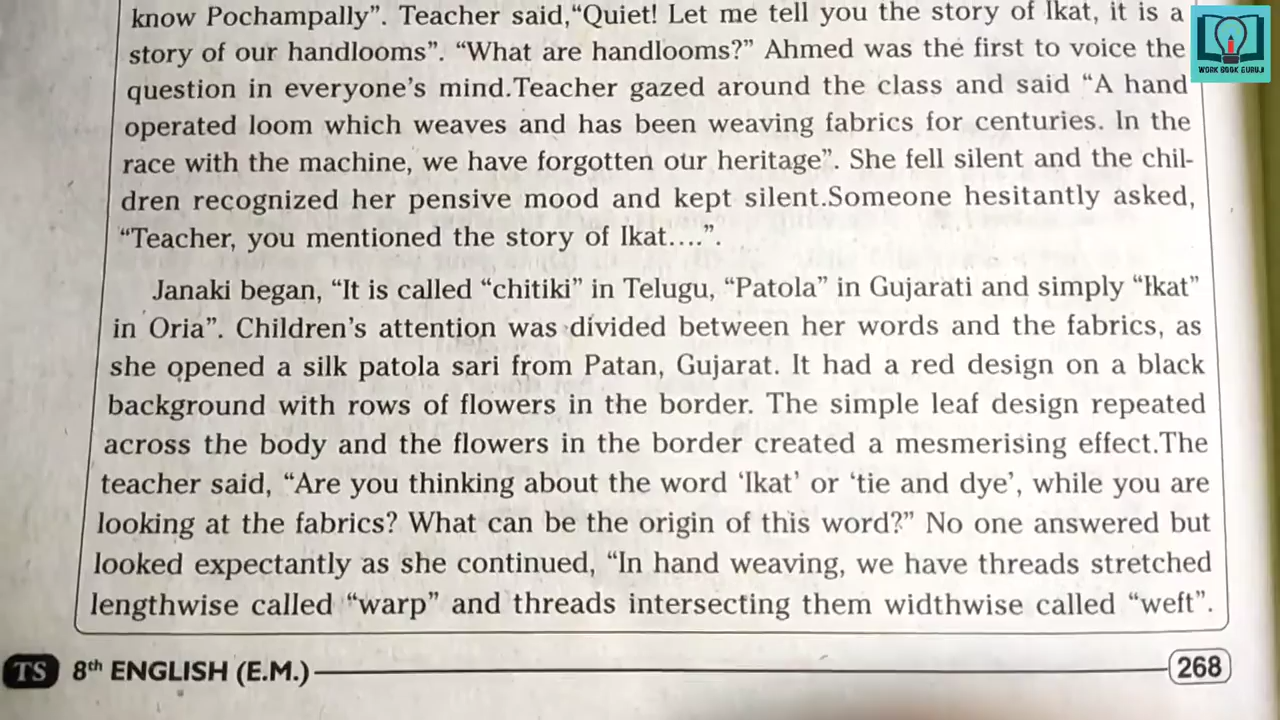 know Pochampally”. Teacher said,“Quiet! Let me tell you the story of Ikat, it is a
story of our handlooms”. “What are handlooms?” Ahmed was the first to voice the
question in everyone’s mind.Teacher gazed around the class and said “A hand
operated loom which weaves and has been weaving fabrics for centuries. In the
race with the machine, we have forgotten our heritage”. She fell silent and the chil-
dren recognized her pensive mood and kept silent.Someone hesitantly asked,
“Teacher, you mentioned the story of Ikat....”.
Janaki began, “It is called “chitiki” in Telugu, “Patola” in Gujarati and simply “Ikat”
in Oria”. Children’s attention was divided between her words and the fabrics, as
she opened a silk patola sari from Patan, Gujarat. It had a red design on a black
background with rows of flowers in the border. The simple leaf design repeated
across the body and the flowers in the border created a mesmerising effect.The
teacher said, “Are you thinking about the word ‘Ikat’ or ‘tie and dye’, while you are
looking at the fabrics? What can be the origin of this word?” No one answered but
looked expectantly as she continued, “In hand weaving, we have threads stretched
lengthwise called “warp” and threads intersecting them widthwise called “weft”.
TS 8th ENGLISH (E.M.) 268
WORK BOOK GURUJI